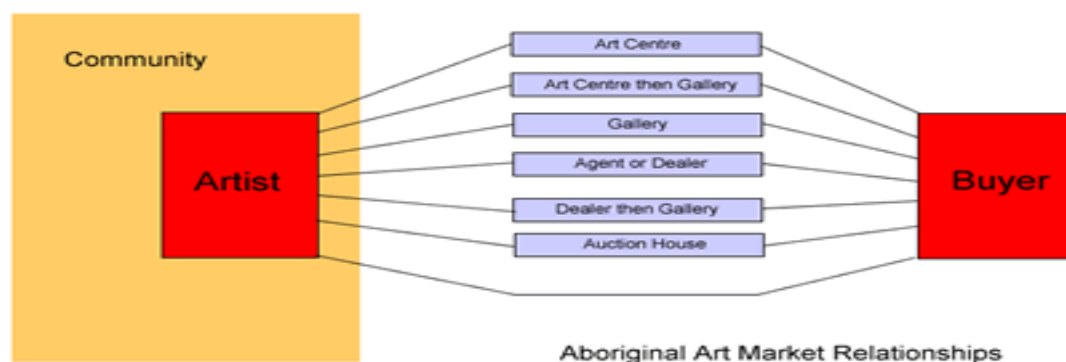 Community
Artist
Art Centre
Art Centre then Gallery
Gallery
Agent or Dealer
Dealer then Gallery
Auction House
Buyer
Aboriginal Art Market Relationships